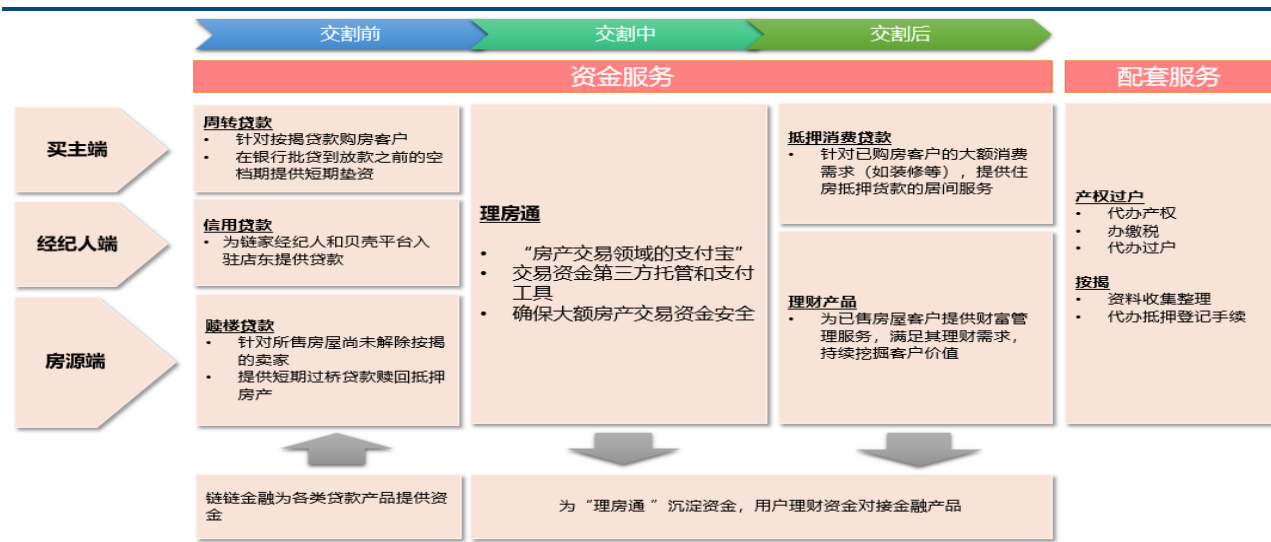 交割前
交割中
交割后
资金服务
配套服务
买主端
经纪人端
房源端
周转贷款
• 针对按揭贷款购房客户
• 在银行批贷到放款之前的空
档期提供短期垫资
信用贷款
• 为链家经纪人和贝壳平台入
驻店东提供贷款
赎楼贷款
• 针对所售房屋尚未解除按揭
的卖家
• 提供短期过桥贷款赎回抵押
房产
理房通
• “房产交易领域的支付宝”
• 交易资金第三方托管和支付
工具
• 确保大额房产交易资金安全
抵押消费贷款
• 针对已购房客户的大额消费
需求（如装修等），提供住
房抵押贷款的居间服务
理财产品
• 为已售房屋客户提供财富管
理服务，满足其理财需求，
持续挖掘客户价值
产权过户
• 代办产权
• 办缴税
• 代办过户
按揭
• 资料收集整理
• 代办抵押登记手续
链链金融为各类贷款产品提供资
金
为“理房通 ”沉淀资金，用户理财资金对接金融产品